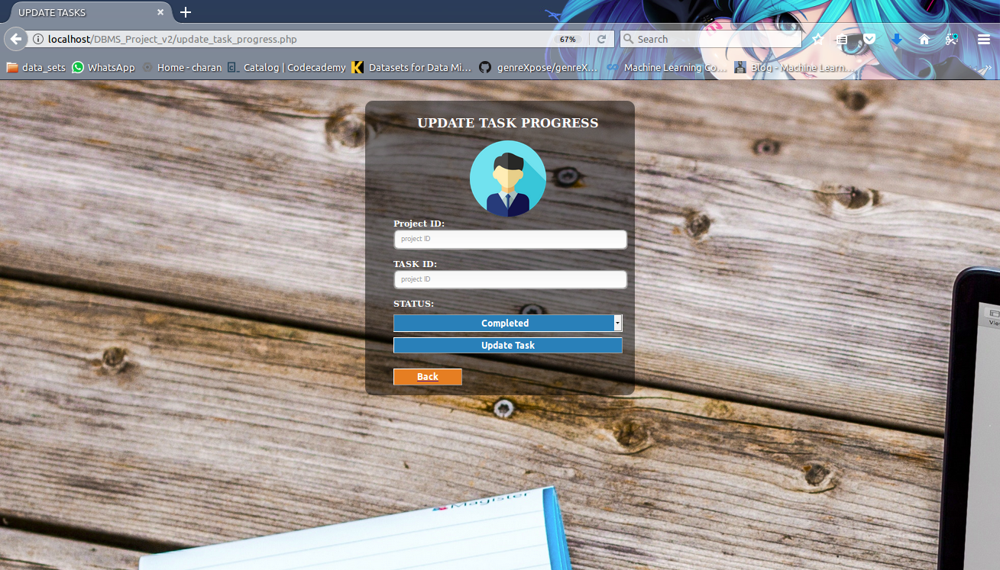 UPDATE TASKS
localhost/DBMS_Project_v2/update_task_progress.php
67%
Search
data_sets
WhatsApp
Home - charan
Catalog | Codecademy
Datasets for Data Mi...
genreXpose/genreX...
Machine Learning Co...
Blog - Machine Learn...
UPDATE TASK PROGRESS
Project ID:
project ID
TASK ID:
project ID
STATUS:
Completed
Update Task
Back
Magister